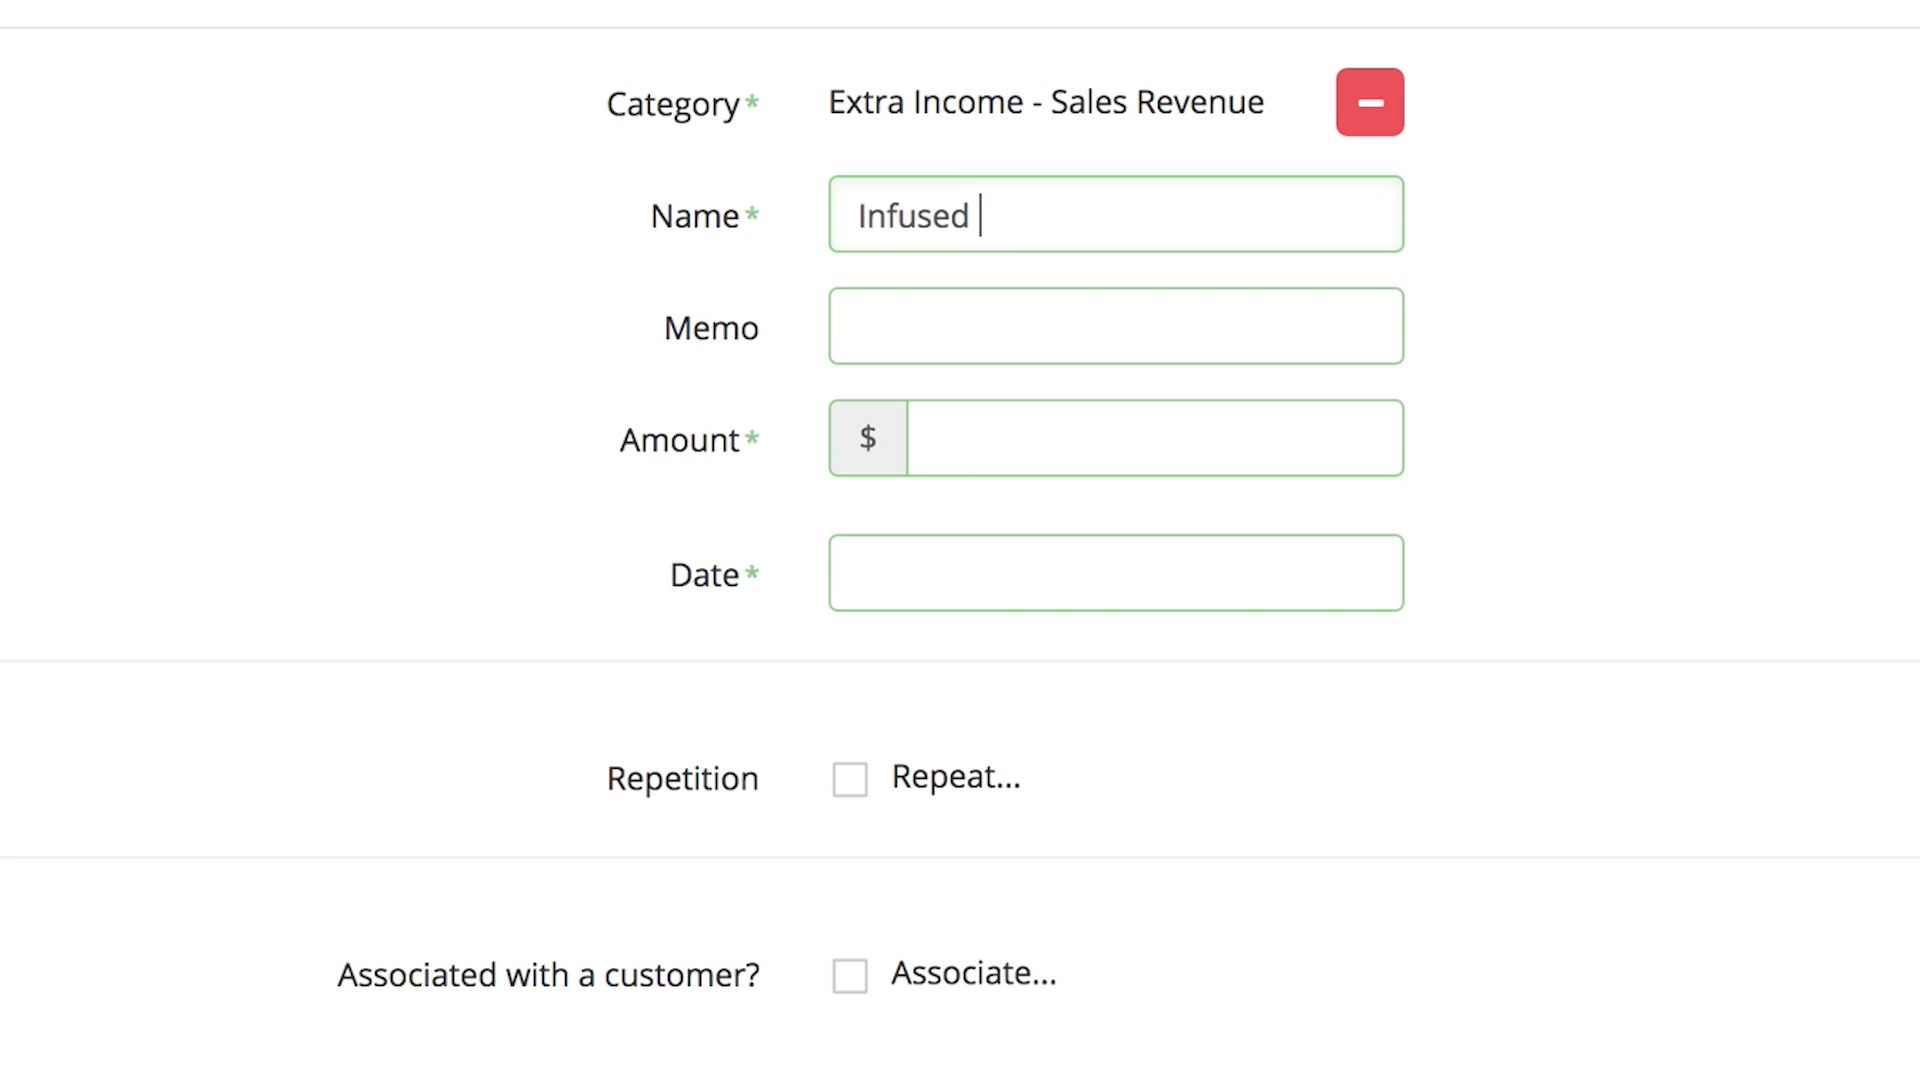 Category* Extra Income - Sales Revenue
Name* Infused
Memo
Amount* $
Date*
Repetition Repeat...
Associated with a customer? Associate...